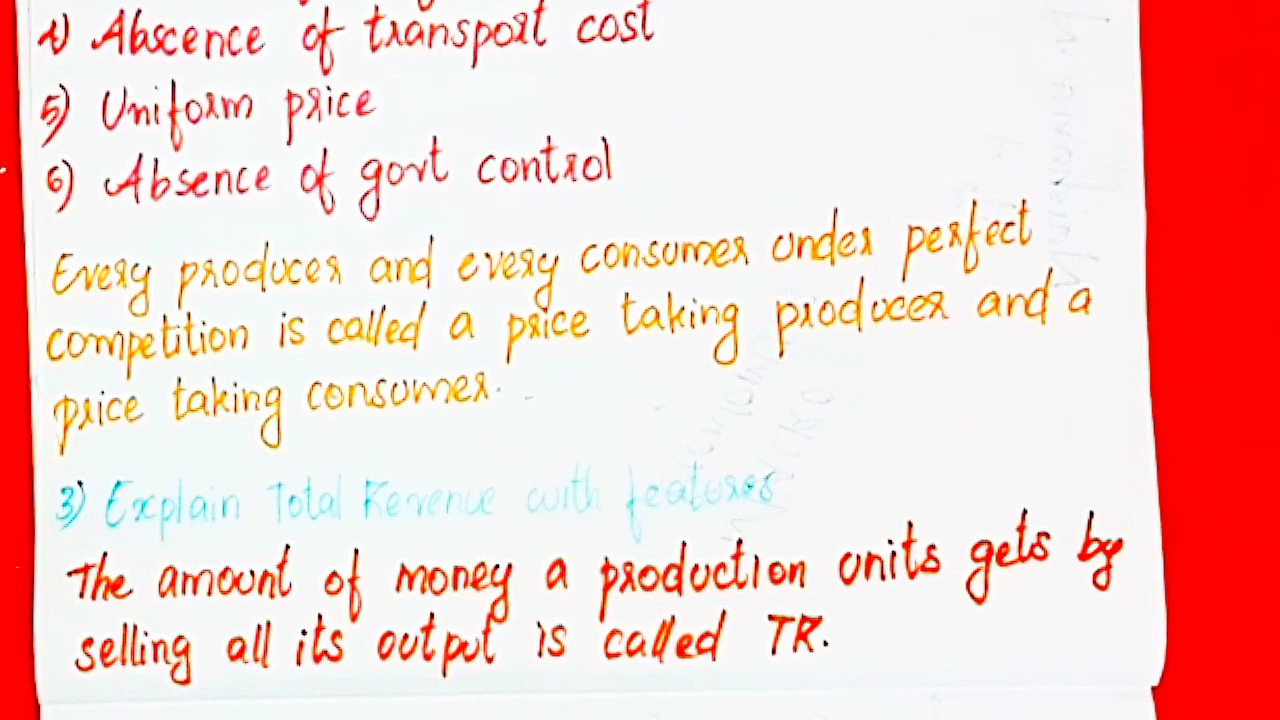 4) Abscence of transport cost
5) Uniform price
6) Absence of govt control
Every producer and every consumer under perfect
competition is called a price taking producer and a
price taking consumer.
3) Explain Total Revenue with features
The amount of money a production units gets by
selling all its output is called TR.